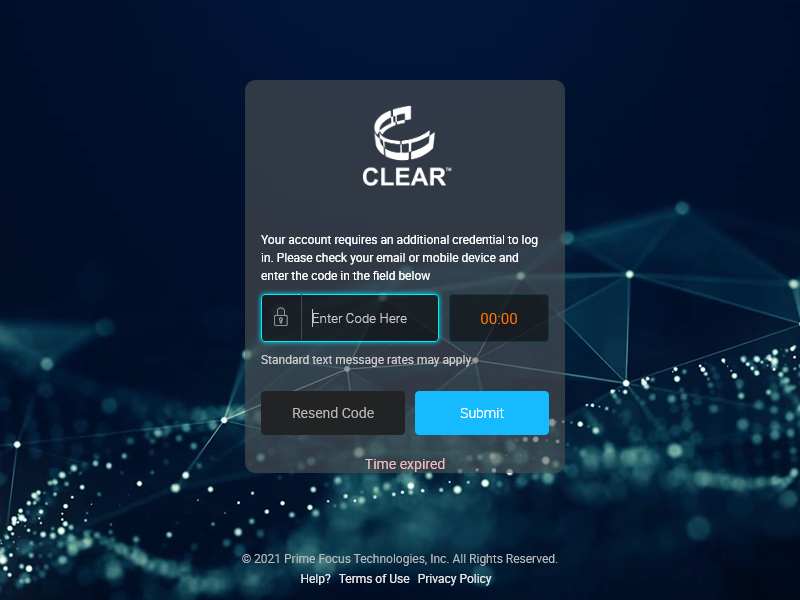 CLEAR™
Your account requires an additional credential to log
in. Please check your email or mobile device and
enter the code in the field below
Enter Code Here
00:00
Standard text message rates may apply.
Resend Code
Submit
Time expired
© 2021 Prime Focus Technologies, Inc. All Rights Reserved.
Help? Terms of Use Privacy Policy